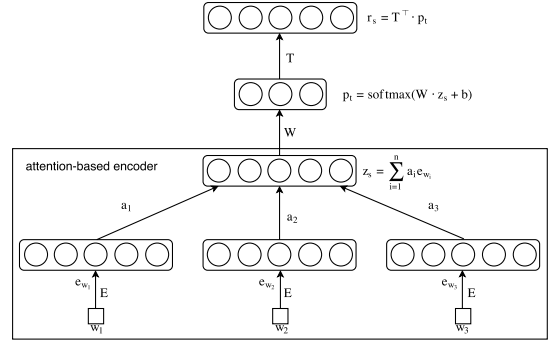 r_s = T^⊤ · p_t
T
p_t = softmax(W · z_s + b)
W
attention-based encoder
z_s = ∑_{i=1}^{n} a_i e_{w_i}
a_1 a_2 a_3
e_{w_1} E e_{w_2} E e_{w_3} E
w_1 w_2 w_3